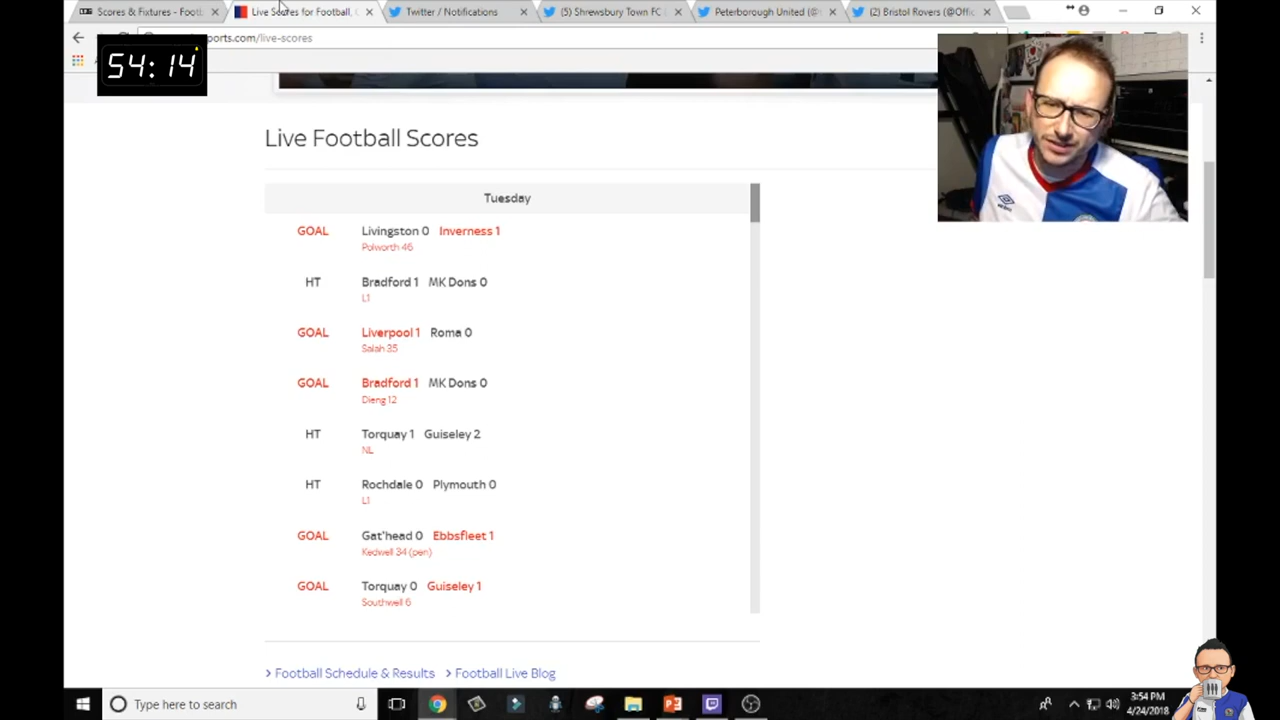 Scores & Fixtures - Foot
Live Scores for Football,
Twitter / Notifications
(5) Shrewsbury Town FC
Peterborough United (@
(2) Bristol Rovers (@Offic
ports.com/live-scores
54:14
Live Football Scores
Tuesday
GOAL Livingston 0 Inverness 1
Polworth 46
HT Bradford 1 MK Dons 0
L1
GOAL Liverpool 1 Roma 0
Salah 35
GOAL Bradford 1 MK Dons 0
Dieng 12
HT Torquay 1 Guiseley 2
NL
HT Rochdale 0 Plymouth 0
L1
GOAL Gat'head 0 Ebbsfleet 1
Kedwell 34 (pen)
GOAL Torquay 0 Guiseley 1
Southwell 6
> Football Schedule & Results > Football Live Blog
Type here to search
3:54 PM
4/24/2018